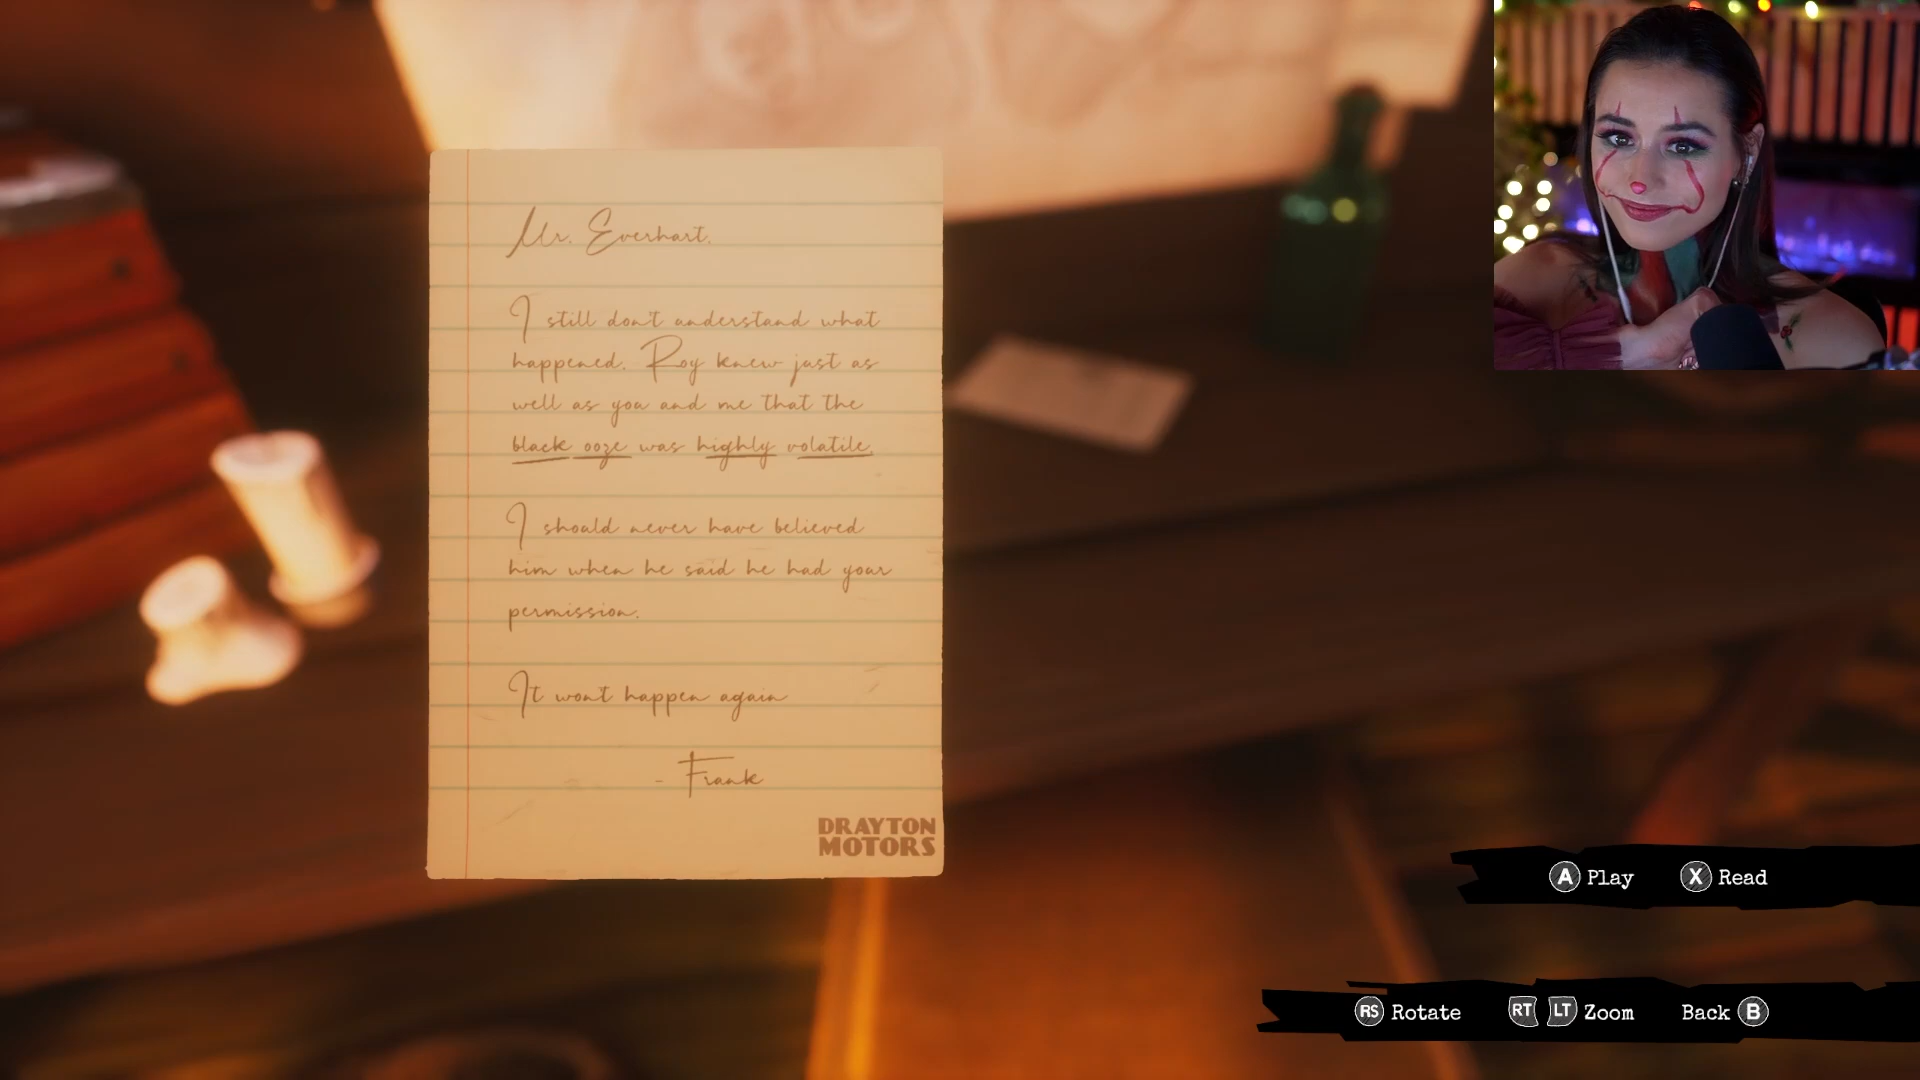 Mr. Everhart.
I still don't understand what
happened. Roy knew just as
well as you and me that the
black ooze was highly volatile.
I should never have believed
him when he said he had your
permission.
It won't happen again
- Frank
DRAYTON
MOTORS
A Play X Read
RS Rotate RT LT Zoom Back B